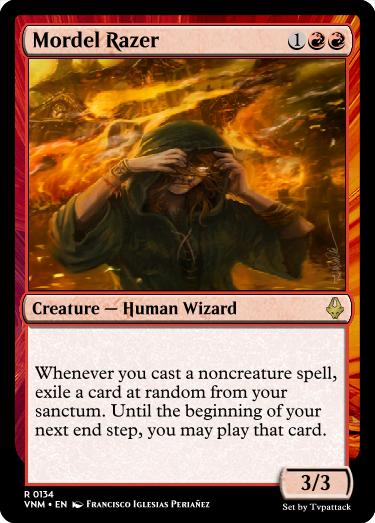 Mordel Razer 1
Creature — Human Wizard
Whenever you cast a noncreature spell,
exile a card at random from your
sanctum. Until the beginning of your
next end step, you may play that card.
3/3
R 0134
VNM • EN Francisco Iglesias Periañez
Set by Tvpattack